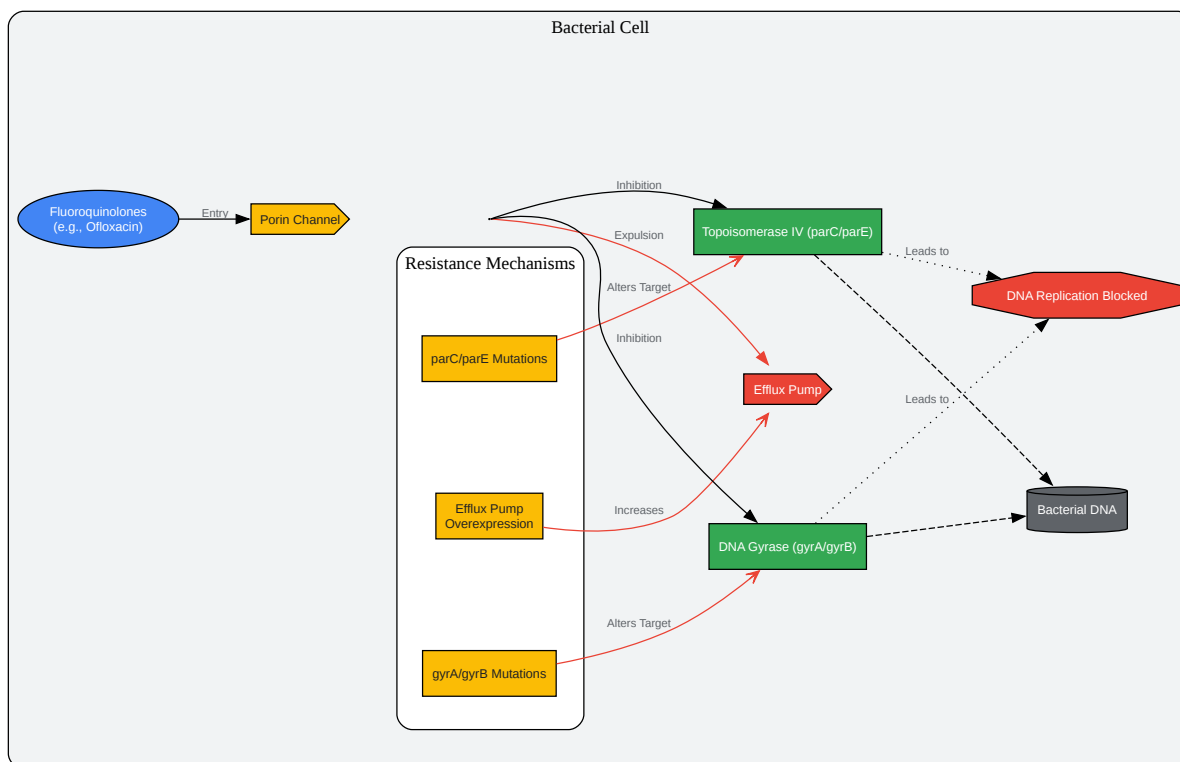 Bacterial Cell
Fluoroquinolones
(e.g., Ofloxacin)
Entry
Porin Channel
Inhibition
Topoisomerase IV (parC/parE)
Expulsion
Leads to
Resistance Mechanisms
Alters Target
DNA Replication Blocked
Inhibition
parC/parE Mutations
Efflux Pump
Leads to
Efflux Pump
Overexpression
Increases
Bacterial DNA
DNA Gyrase (gyrA/gyrB)
Alters Target
gyrA/gyrB Mutations